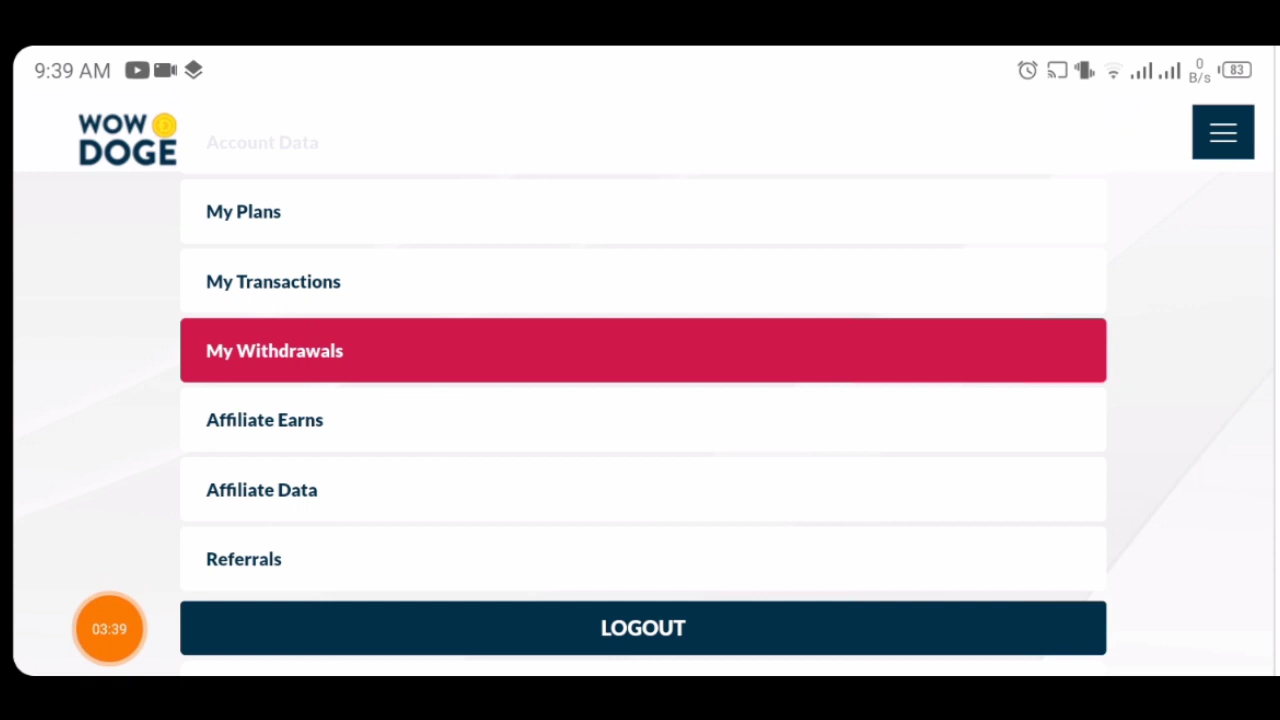 9:39 AM
0
B/s
83
WOW
DOGE
Account Data
My Plans
My Transactions
My Withdrawals
Affiliate Earns
Affiliate Data
Referrals
03:39
LOGOUT